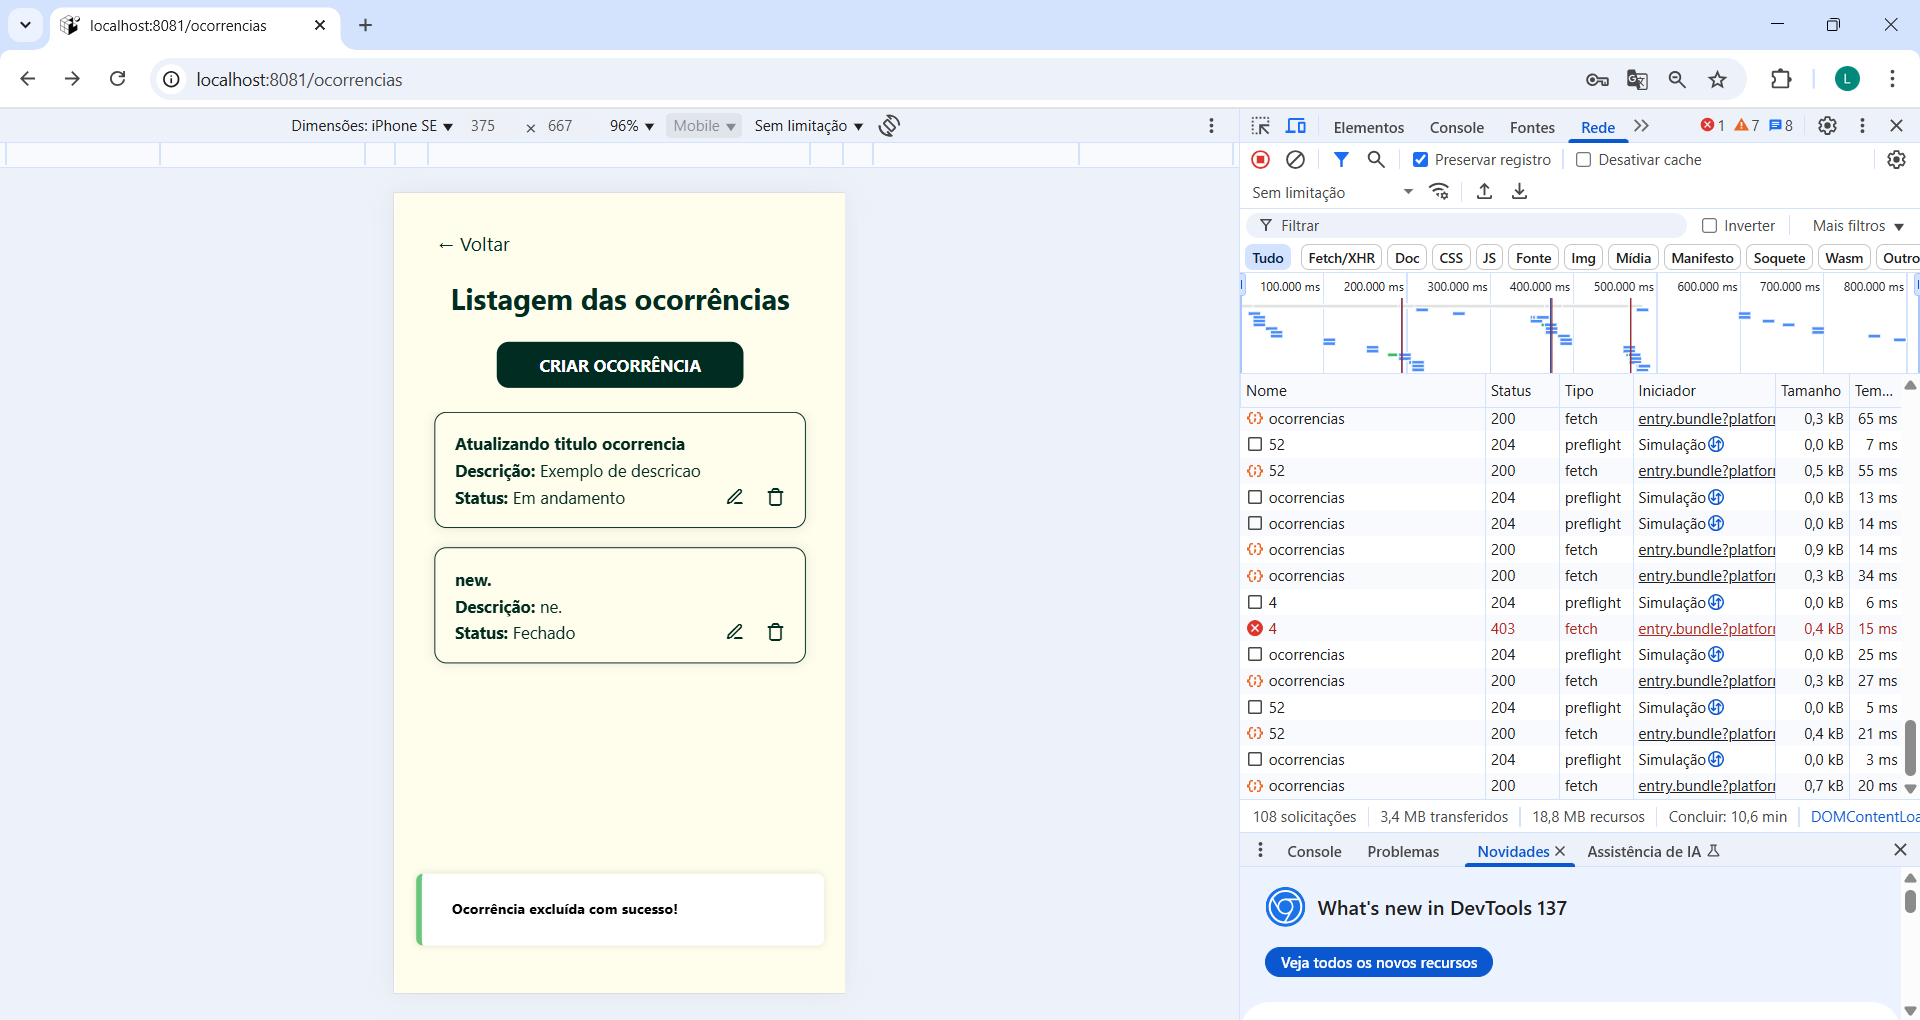 localhost:8081/ocorrencias
localhost:8081/ocorrencias
L
Dimensões: iPhone SE 375 × 667 96% Mobile Sem limitação
Elementos Console Fontes Rede 1 7 8
Preservar registro Desativar cache
Sem limitação
Filtrar Inverter Mais filtros
Tudo Fetch/XHR Doc CSS JS Fonte Img Mídia Manifesto Soquete Wasm Outro
100.000 ms 200.000 ms 300.000 ms 400.000 ms 500.000 ms 600.000 ms 700.000 ms 800.000 ms
Nome Status Tipo Iniciador Tamanho Tem...
ocorrencias 200 fetch entry.bundle?platforr 0,3 kB 65 ms
52 204 preflight Simulação 0,0 kB 7 ms
52 200 fetch entry.bundle?platforr 0,5 kB 55 ms
ocorrencias 204 preflight Simulação 0,0 kB 13 ms
ocorrencias 204 preflight Simulação 0,0 kB 14 ms
ocorrencias 200 fetch entry.bundle?platforr 0,9 kB 14 ms
ocorrencias 200 fetch entry.bundle?platforr 0,3 kB 34 ms
4 204 preflight Simulação 0,0 kB 6 ms
4 403 fetch entry.bundle?platforr 0,4 kB 15 ms
ocorrencias 204 preflight Simulação 0,0 kB 25 ms
ocorrencias 200 fetch entry.bundle?platforr 0,3 kB 27 ms
52 204 preflight Simulação 0,0 kB 5 ms
52 200 fetch entry.bundle?platforr 0,4 kB 21 ms
ocorrencias 204 preflight Simulação 0,0 kB 3 ms
ocorrencias 200 fetch entry.bundle?platforr 0,7 kB 20 ms
108 solicitações 3,4 MB transferidos 18,8 MB recursos Concluir: 10,6 min DOMContentLoa
Console Problemas Novidades Assistência de IA
What's new in DevTools 137
Veja todos os novos recursos
← Voltar
Listagem das ocorrências
CRIAR OCORRÊNCIA
Atualizando titulo ocorrencia
Descrição: Exemplo de descricao
Status: Em andamento
new.
Descrição: ne.
Status: Fechado
Ocorrência excluída com sucesso!